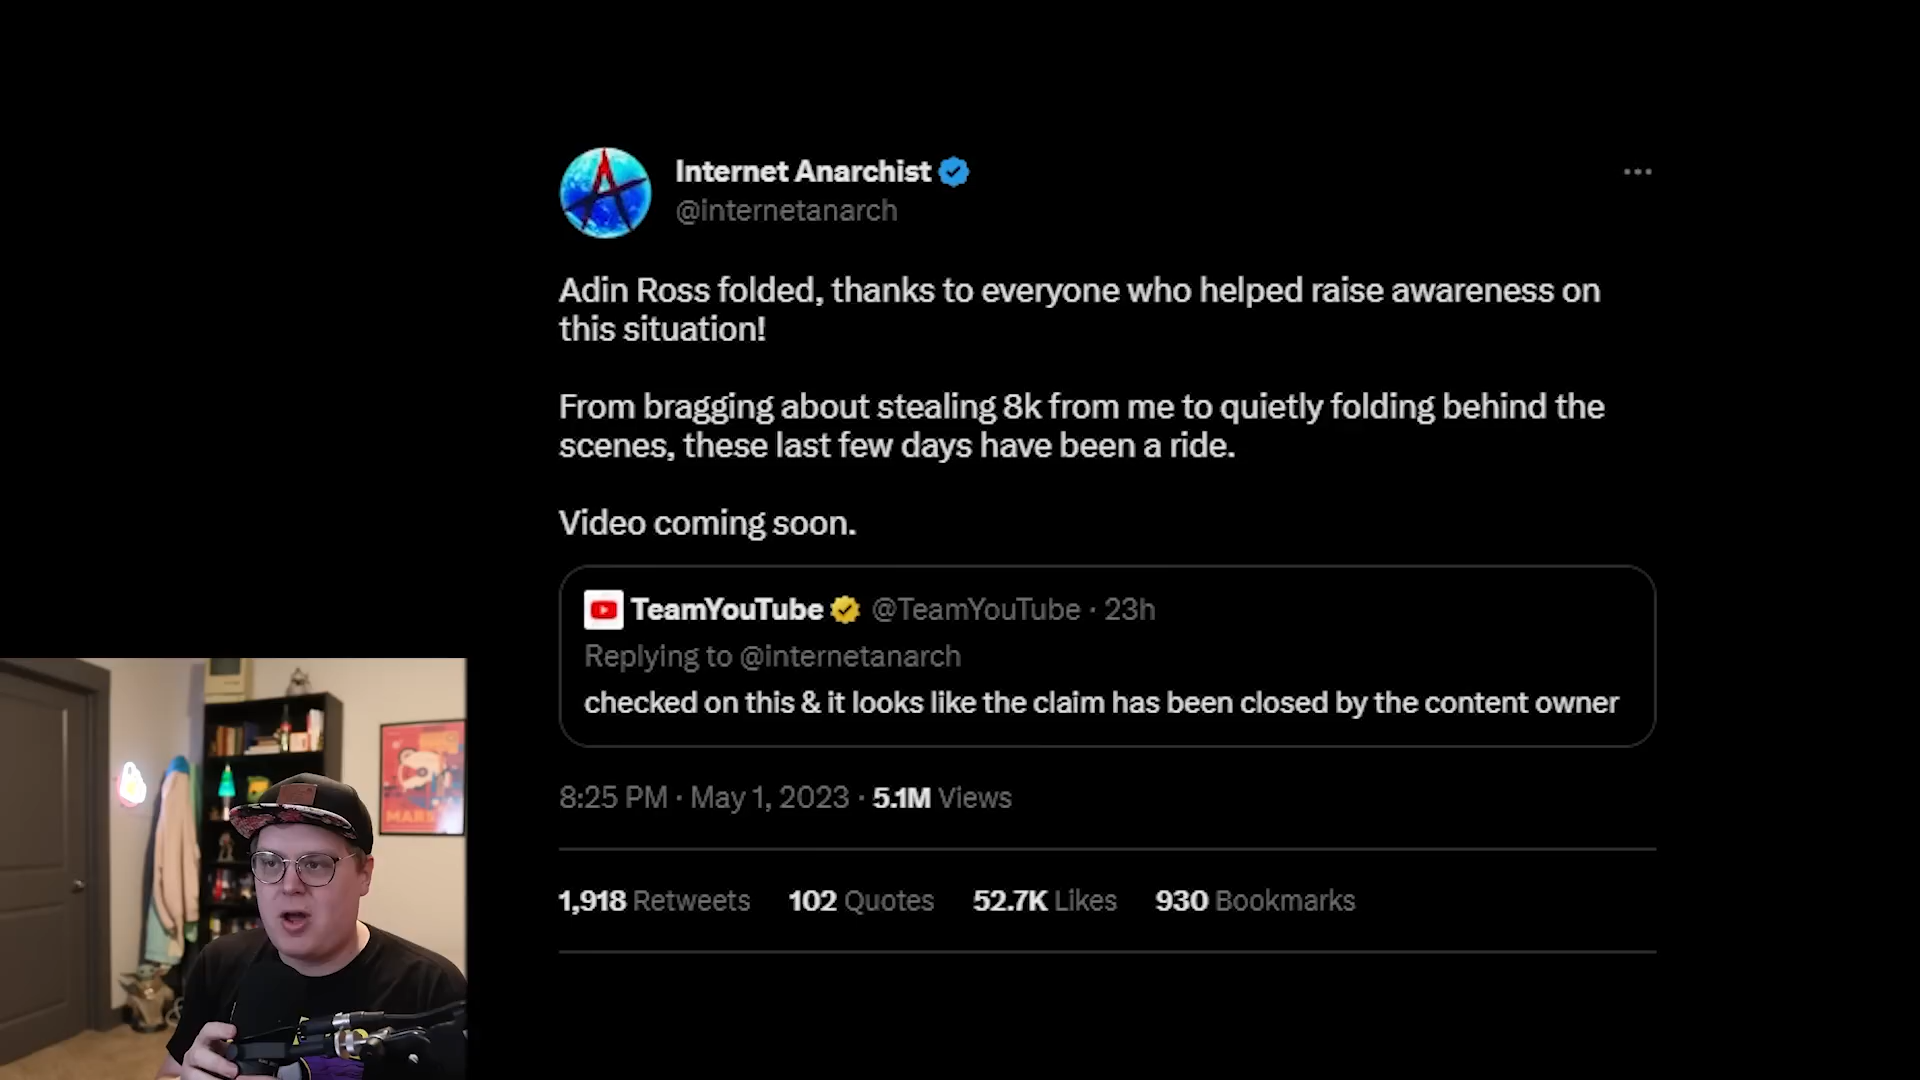 Internet Anarchist
@internetanarch
Adin Ross folded, thanks to everyone who helped raise awareness on
this situation!
From bragging about stealing 8k from me to quietly folding behind the
scenes, these last few days have been a ride.
Video coming soon.
TeamYouTube @TeamYouTube · 23h
Replying to @internetanarch
checked on this & it looks like the claim has been closed by the content owner
8:25 PM · May 1, 2023 · 5.1M Views
1,918 Retweets 102 Quotes 52.7K Likes 930 Bookmarks
MARS